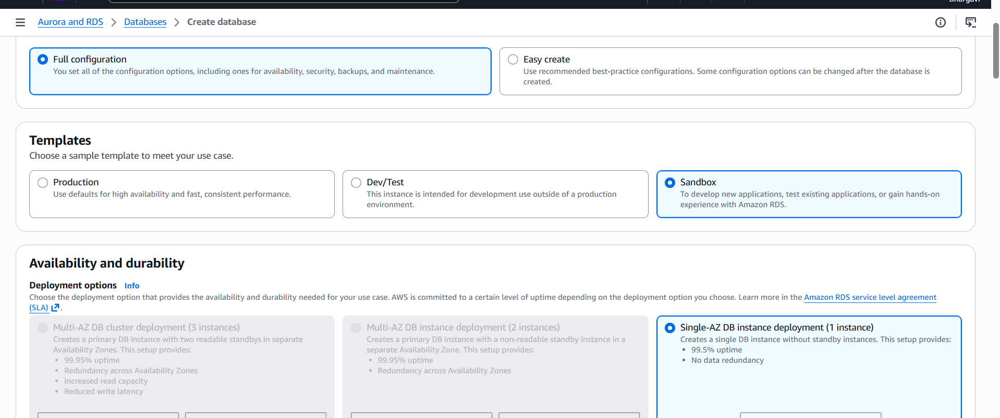 Aurora and RDS
Databases
Create database
Full configuration
You set all of the configuration options, including ones for availability, security, backups, and maintenance.
Easy create
Use recommended best-practice configurations. Some configuration options can be changed after the database is
created.
Templates
Choose a sample template to meet your use case.
Production
Use defaults for high availability and fast, consistent performance.
Dev/Test
This instance is intended for development use outside of a production
environment.
Sandbox
To develop new applications, test existing applications, or gain hands-on
experience with Amazon RDS.
Availability and durability
Deployment options Info
Choose the deployment option that provides the availability and durability needed for your use case. AWS is committed to a certain level of uptime depending on the deployment option you choose. Learn more in the Amazon RDS service level agreement
(SLA) .
Multi-AZ DB cluster deployment (3 instances)
Creates a primary DB instance with two readable standbys in separate
Availability Zones. This setup provides:
• 99.95% uptime
• Redundancy across Availability Zones
• Increased read capacity
• Reduced write latency
Multi-AZ DB instance deployment (2 instances)
Creates a primary DB instance with a non-readable standby instance in a
separate Availability Zone. This setup provides:
• 99.95% uptime
• Redundancy across Availability Zones
Single-AZ DB instance deployment (1 instance)
Creates a single DB instance without standby instances. This setup provides:
• 99.5% uptime
• No data redundancy